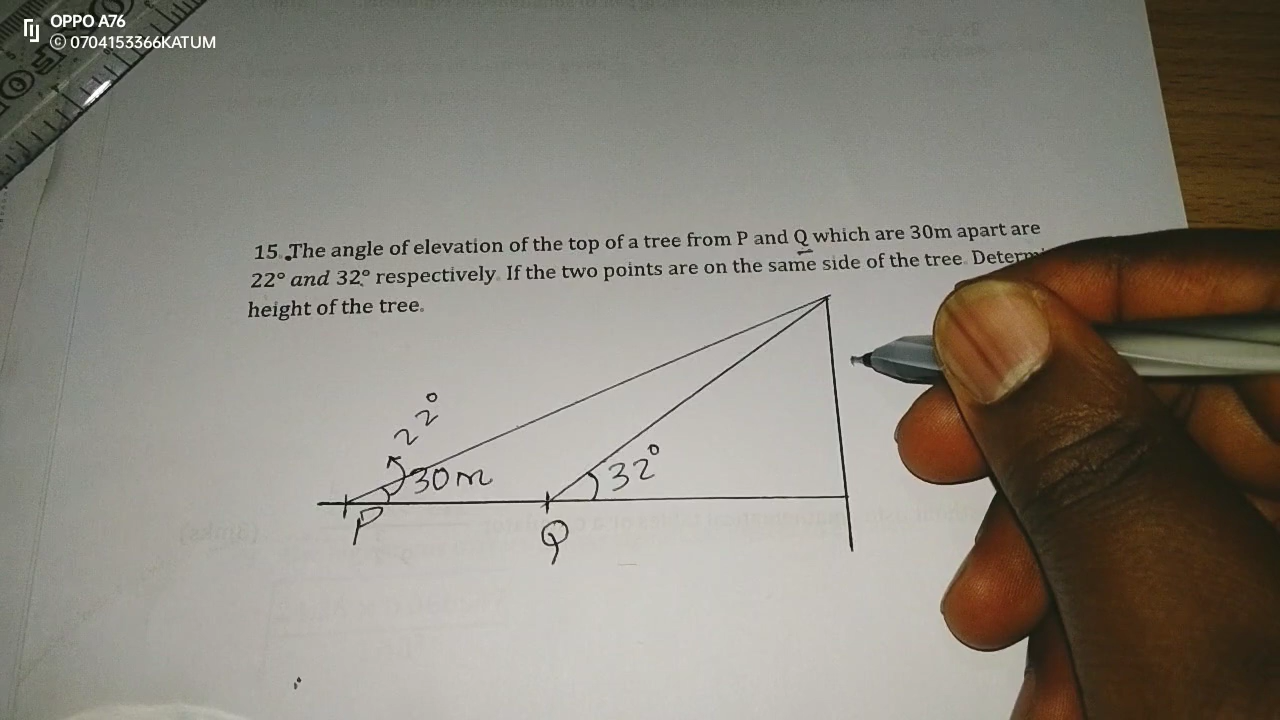 OPPO A76
© 0704153366KATUM
15. The angle of elevation of the top of a tree from P and Q which are 30m apart are
22° and 32° respectively. If the two points are on the same side of the tree. Determ
height of the tree.
22°
30m
32°
P
Q